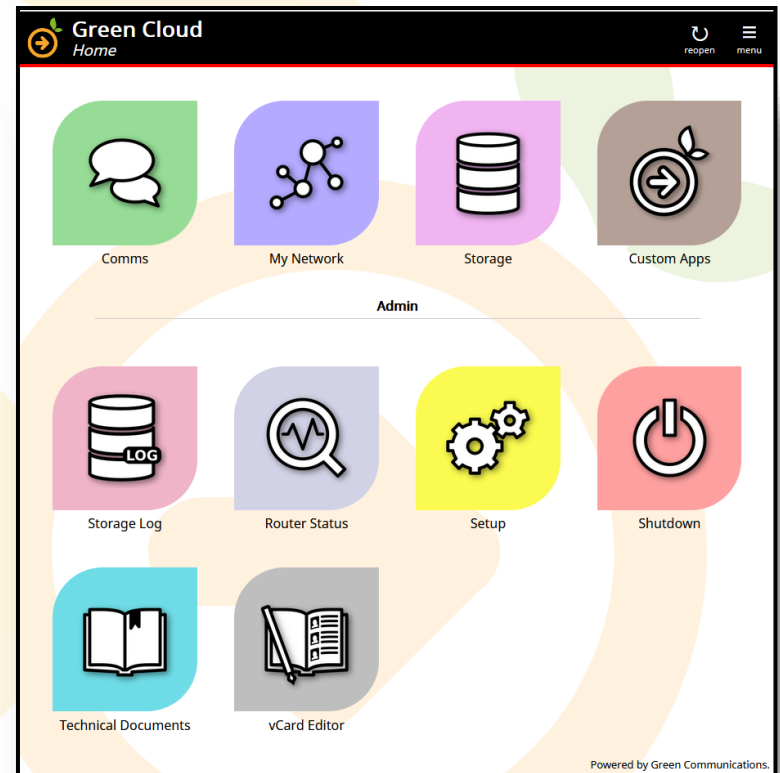 Green Cloud
Home
reopen
menu
Comms
My Network
Storage
Custom Apps
Admin
LOG
Storage Log
Router Status
Setup
Shutdown
Technical Documents
vCard Editor
Powered by Green Communications.